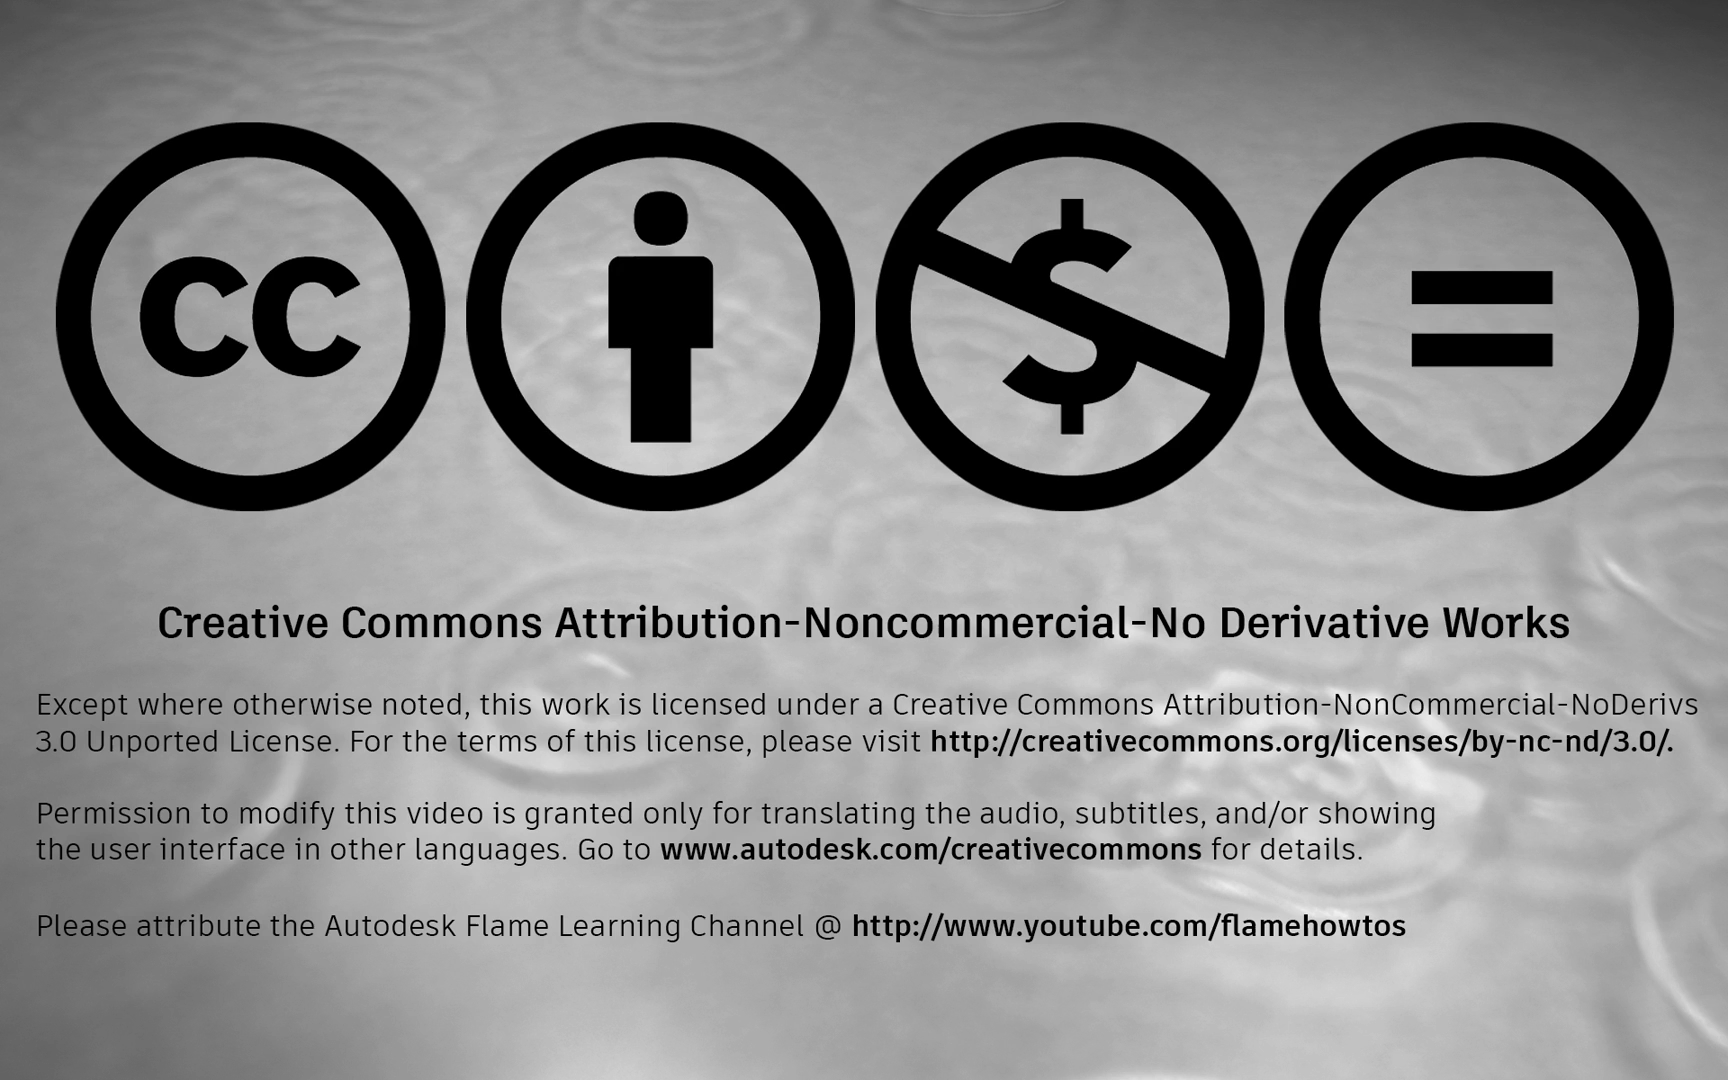 cc
$
=
Creative Commons Attribution-Noncommercial-No Derivative Works
Except where otherwise noted, this work is licensed under a Creative Commons Attribution-NonCommercial-NoDerivs
3.0 Unported License. For the terms of this license, please visit http://creativecommons.org/licenses/by-nc-nd/3.0/.
Permission to modify this video is granted only for translating the audio, subtitles, and/or showing
the user interface in other languages. Go to www.autodesk.com/creativecommons for details.
Please attribute the Autodesk Flame Learning Channel @ http://www.youtube.com/flamehowtos